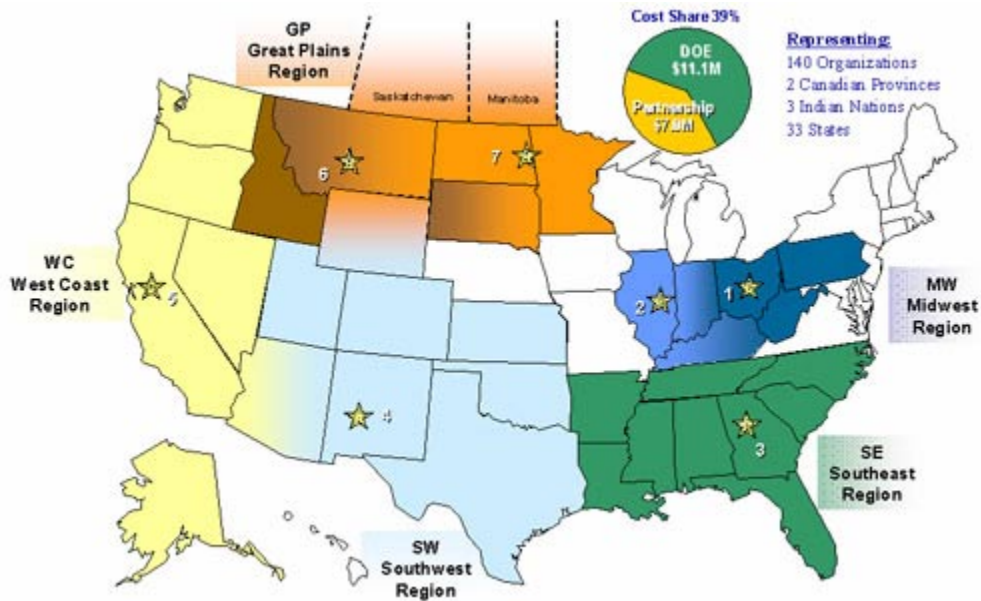 GP
Great Plains
Region
Saskatchewan
Manitoba
Cost Share 39%
DOE
$11.1M
Partnership
Representing:
140 Organizations
2 Canadian Provinces
3 Indian Nations
33 States
6
7
WC
West Coast
Region
5
2
1
MW
Midwest
Region
4
3
SE
Southeast
Region
SW
Southwest
Region